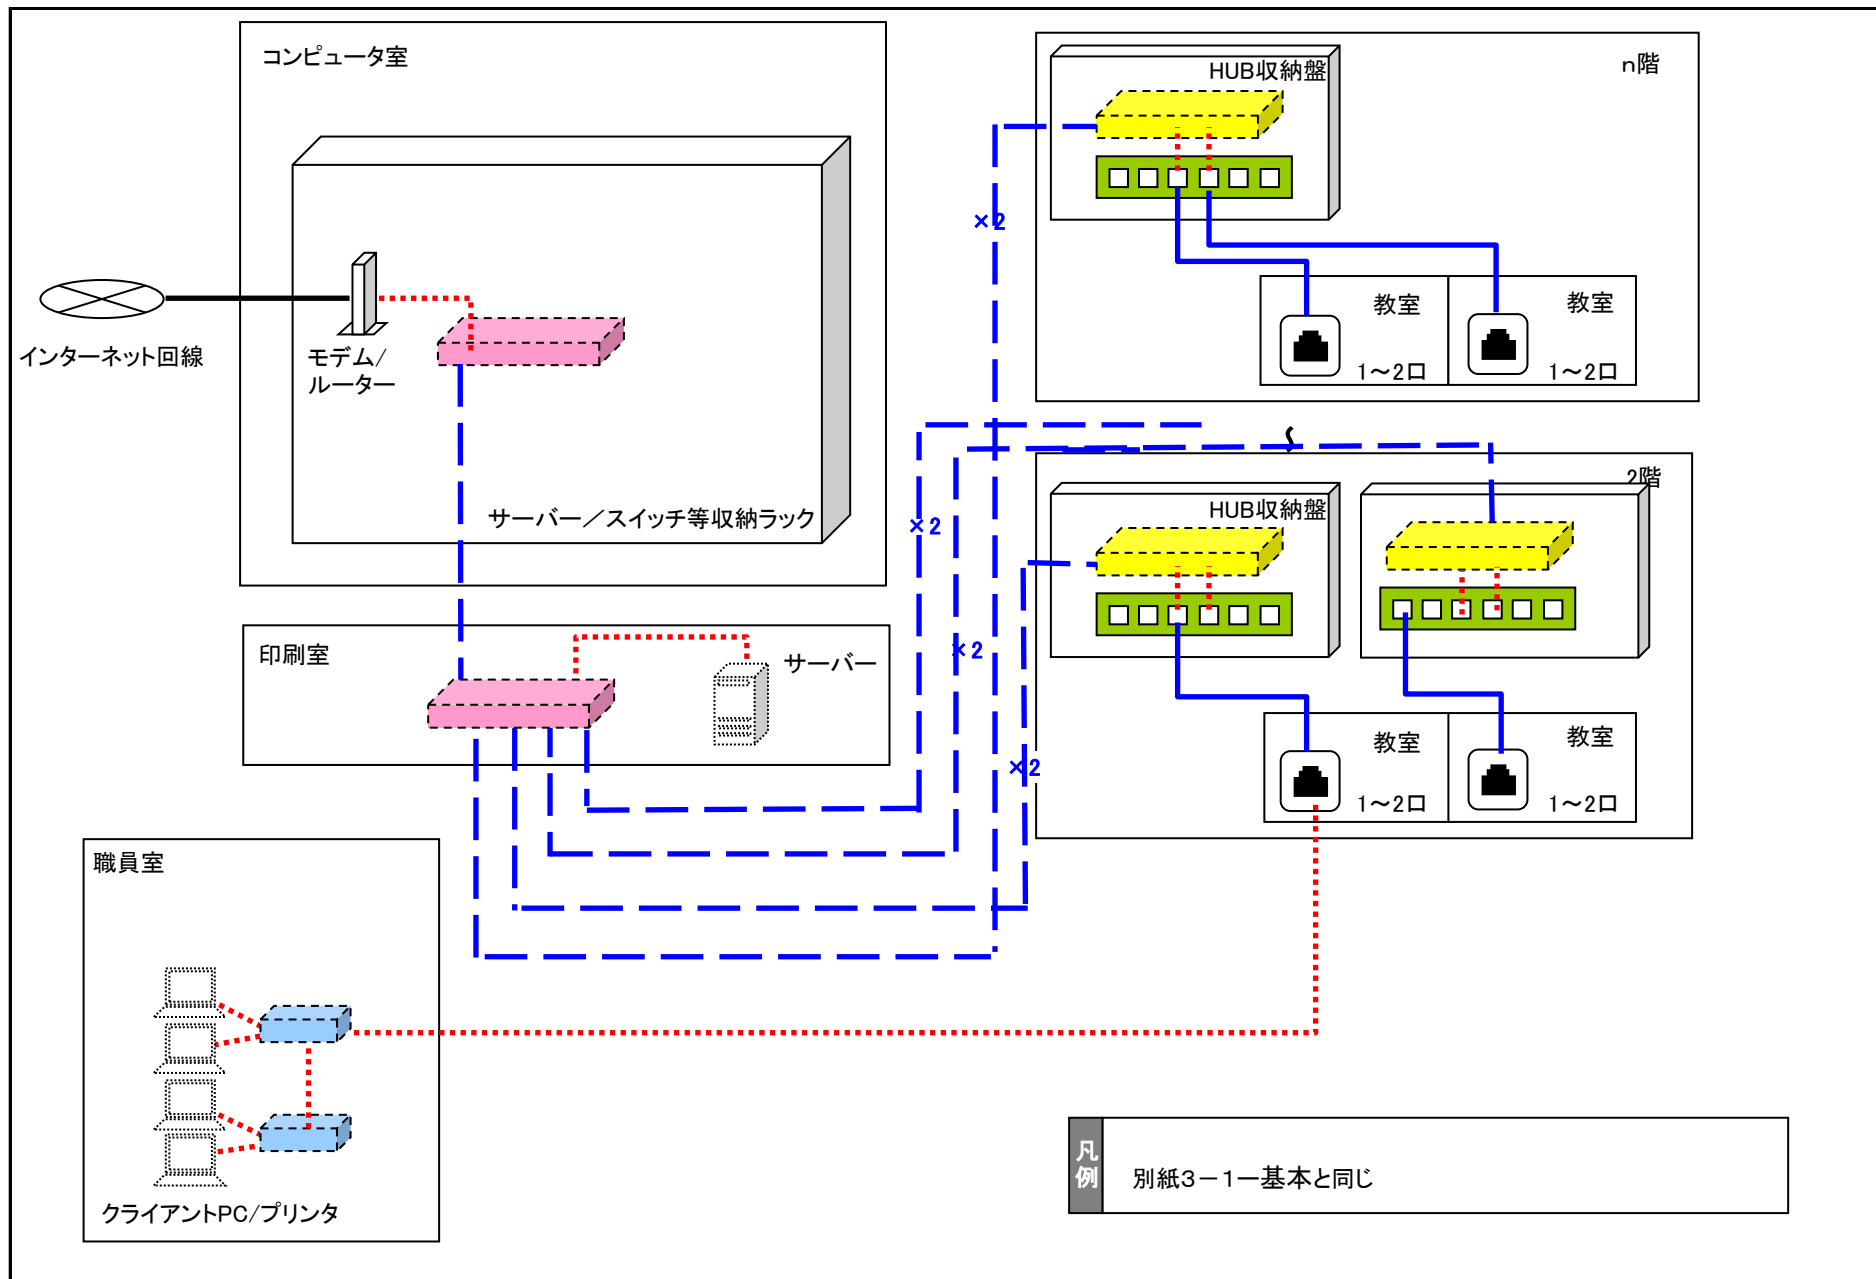 コンピュータ室
インターネット回線
モデム/
ルーター
サーバー／スイッチ等収納ラック
印刷室
サーバー
職員室
クライアントPC/プリンタ
×2
×2
×2
×2
n階
HUB収納盤
教室
1～2口
教室
1～2口
2階
HUB収納盤
教室
1～2口
教室
1～2口
凡例
別紙3－1ー基本と同じ